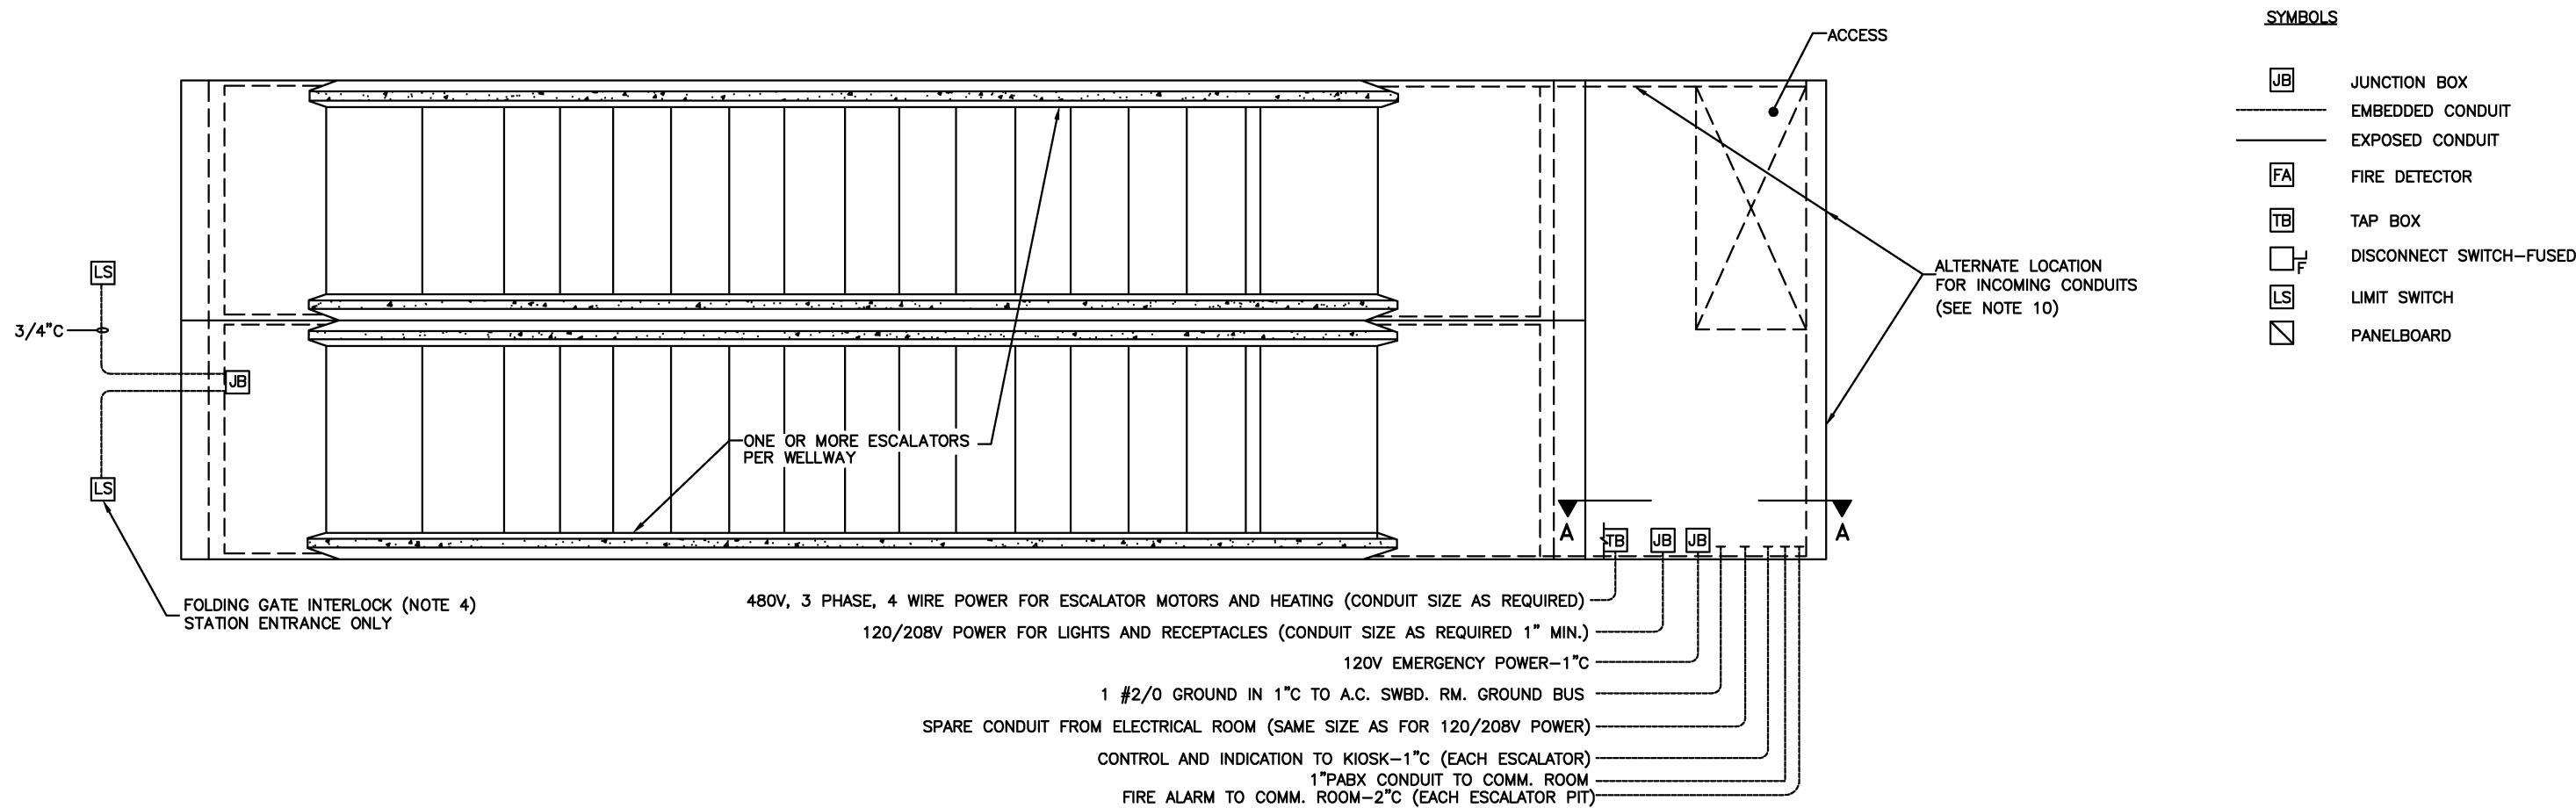 SYMBOLS
ACCESS
JB JUNCTION BOX
EMBEDDED CONDUIT
EXPOSED CONDUIT
FA FIRE DETECTOR
TB TAP BOX
F DISCONNECT SWITCH-FUSED
LS LIMIT SWITCH
PANELBOARD
LS
3/4"C
JB
LS
ALTERNATE LOCATION
FOR INCOMING CONDUITS
(SEE NOTE 10)
ONE OR MORE ESCALATORS
PER WELLWAY
A A
TB JB JB
FOLDING GATE INTERLOCK (NOTE 4)
STATION ENTRANCE ONLY
480V, 3 PHASE, 4 WIRE POWER FOR ESCALATOR MOTORS AND HEATING (CONDUIT SIZE AS REQUIRED)
120/208V POWER FOR LIGHTS AND RECEPTACLES (CONDUIT SIZE AS REQUIRED 1" MIN.)
120V EMERGENCY POWER-1"C
1 #2/0 GROUND IN 1"C TO A.C. SWBD. RM. GROUND BUS
SPARE CONDUIT FROM ELECTRICAL ROOM (SAME SIZE AS FOR 120/208V POWER)
CONTROL AND INDICATION TO KIOSK-1"C (EACH ESCALATOR)
1"PABX CONDUIT TO COMM. ROOM
FIRE ALARM TO COMM. ROOM-2"C (EACH ESCALATOR PIT)